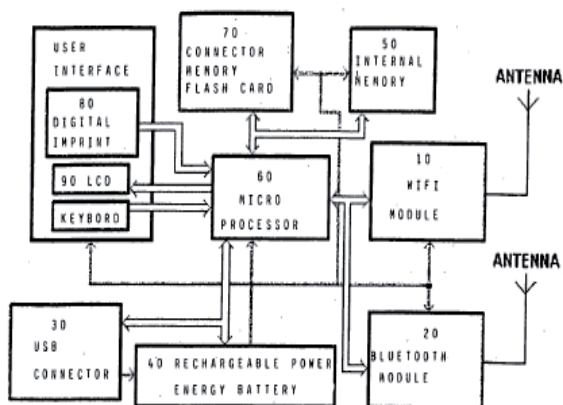 USER
INTERFACE
80
DIGITAL
IMPRINT
90 LCD
KEYBORD
70
CONNECTOR
MEMORY
FLASH CARD
50
INTERNAL
MEMORY
60
MICRO
PROCESSOR
10
WIFI
MODULE
ANTENNA
ANTENNA
30
USB
CONNECTOR
40 RECHARGEABLE POWER
ENERGY BATTERY
20
BLUETOOTH
MODULE